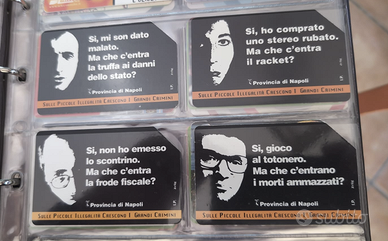 Si, mi son dato
malato.
Ma che c'entra
la truffa ai danni
dello stato?
Provincia di Napoli
Sulle Piccole Illegalità Crescono I Grandi Crimini
Si, ho comprato
uno stereo rubato.
Ma che c'entra
il racket?
Provincia di Napoli
Sulle Piccole Illegalità Crescono I Grandi Crimini
Si, non ho emesso
lo scontrino.
Ma che c'entra
la frode fiscale?
Provincia di Napoli
Sulle Piccole Illegalità Crescono I Grandi Crimini
Si, gioco
al totonero.
Ma che c'entrano
i morti ammazzati?
Provincia di Napoli
Sulle Piccole Illegalità Crescono I Grandi Crimini
subito